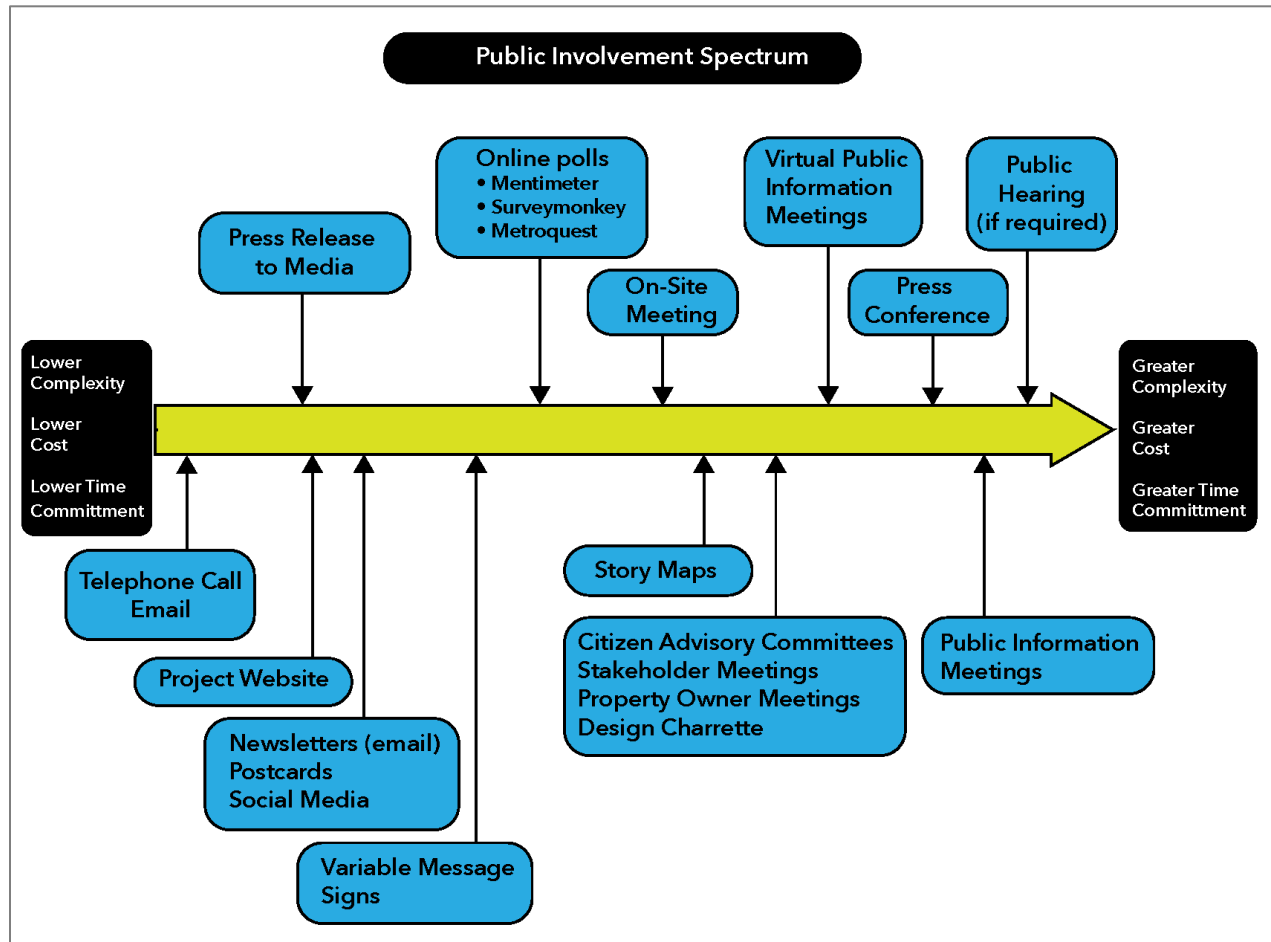 Public Involvement Spectrum
Online polls
• Mentimeter
• Surveymonkey
• Metroquest
Virtual Public
Information
Meetings
Public
Hearing
(if required)
Press Release
to Media
On-Site
Meeting
Press
Conference
Lower
Complexity
Lower
Cost
Lower Time
Committment
Greater
Complexity
Greater
Cost
Greater Time
Committment
Telephone Call
Email
Story Maps
Project Website
Citizen Advisory Committees
Stakeholder Meetings
Property Owner Meetings
Design Charrette
Public Information
Meetings
Newsletters (email)
Postcards
Social Media
Variable Message
Signs